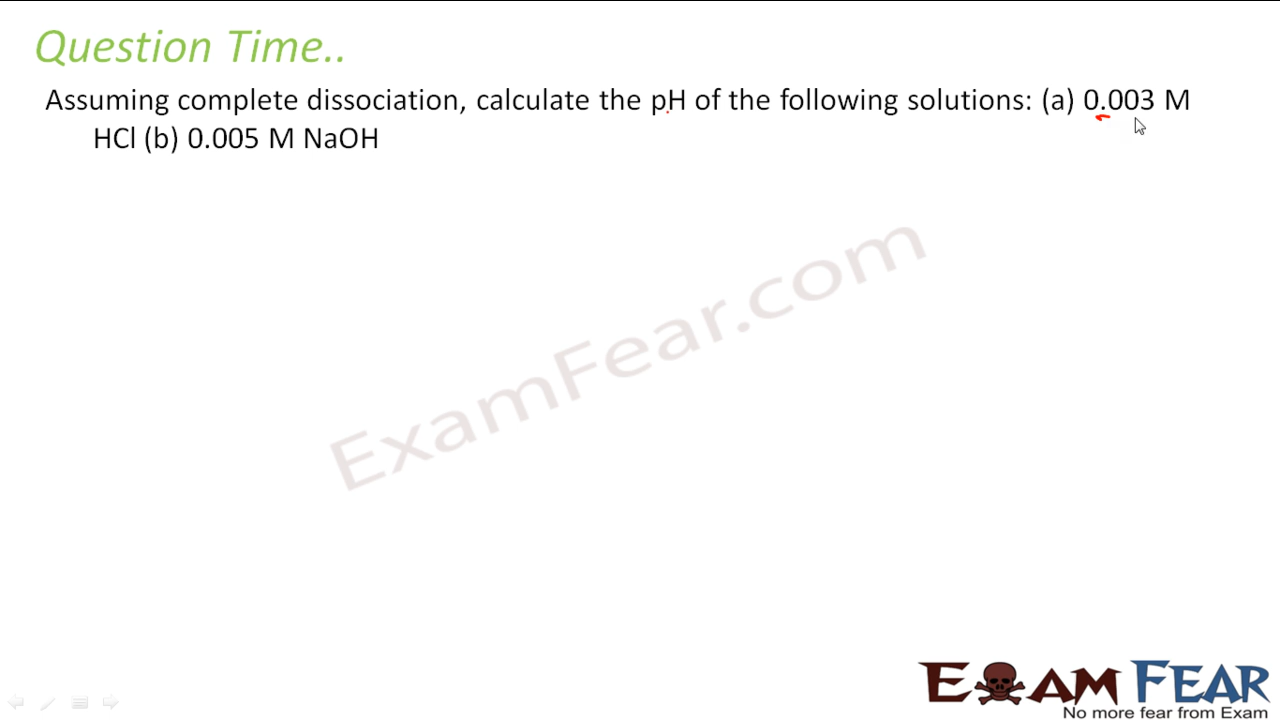 Question Time..
Assuming complete dissociation, calculate the pH of the following solutions: (a) 0.003 M
HCl (b) 0.005 M NaOH
ExamFear.com
EXAM FEAR
No more fear from Exam